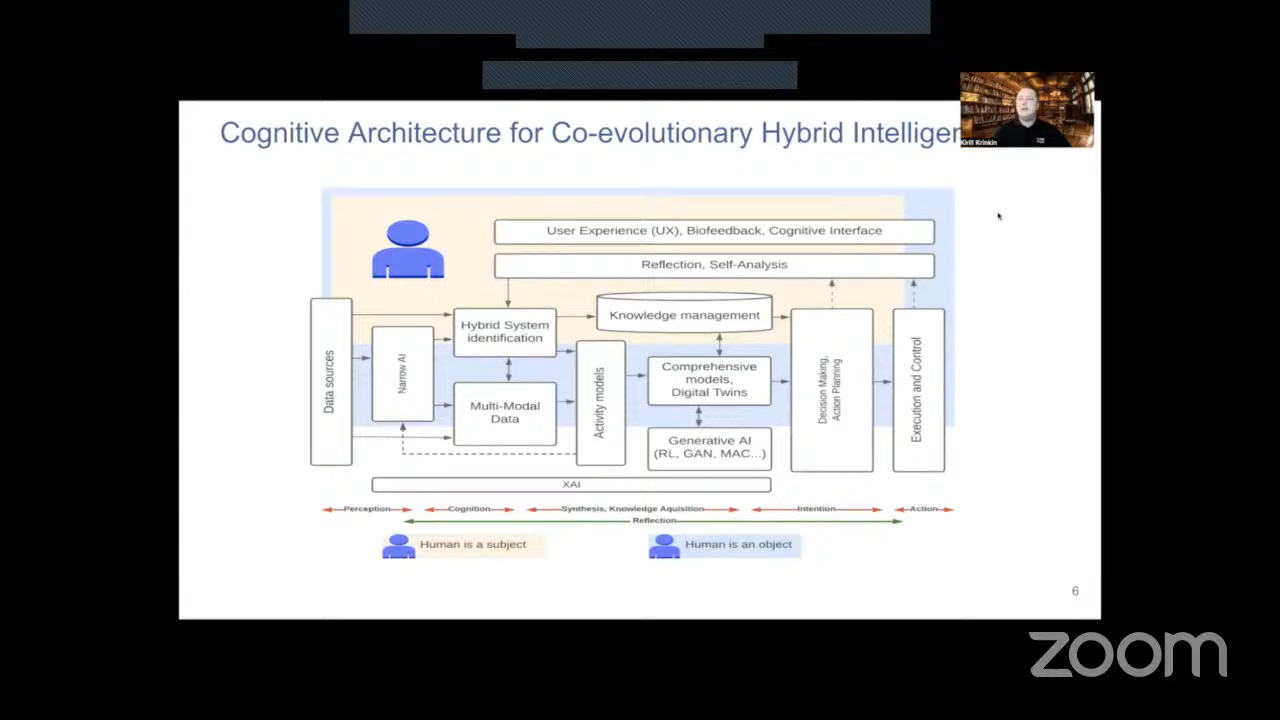 Cognitive Architecture for Co-evolutionary Hybrid Intelligen
Kirill Krinkin
User Experience (UX), Biofeedback, Cognitive Interface
Reflection, Self-Analysis
Data sources
Narrow AI
Hybrid System
identification
Multi-Modal
Data
Activity models
Knowledge management
Comprehensive
models,
Digital Twins
Generative AI
(RL, GAN, MAC...)
Decision Making,
Action Planning
Execution and Control
XAI
Perception
Cognition
Synthesis, Knowledge Aquisition
Intention
Action
Reflection
Human is a subject
Human is an object
6
zoom